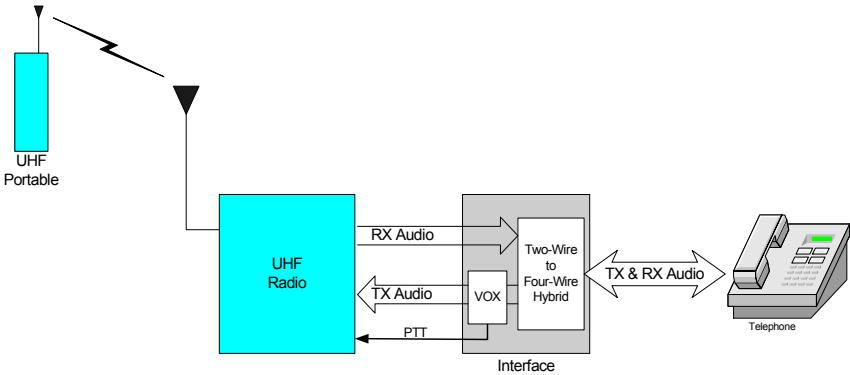 UHF
Portable
UHF
Radio
RX Audio
TX Audio
PTT
VOX
Two-Wire
to
Four-Wire
Hybrid
Interface
TX & RX Audio
Telephone